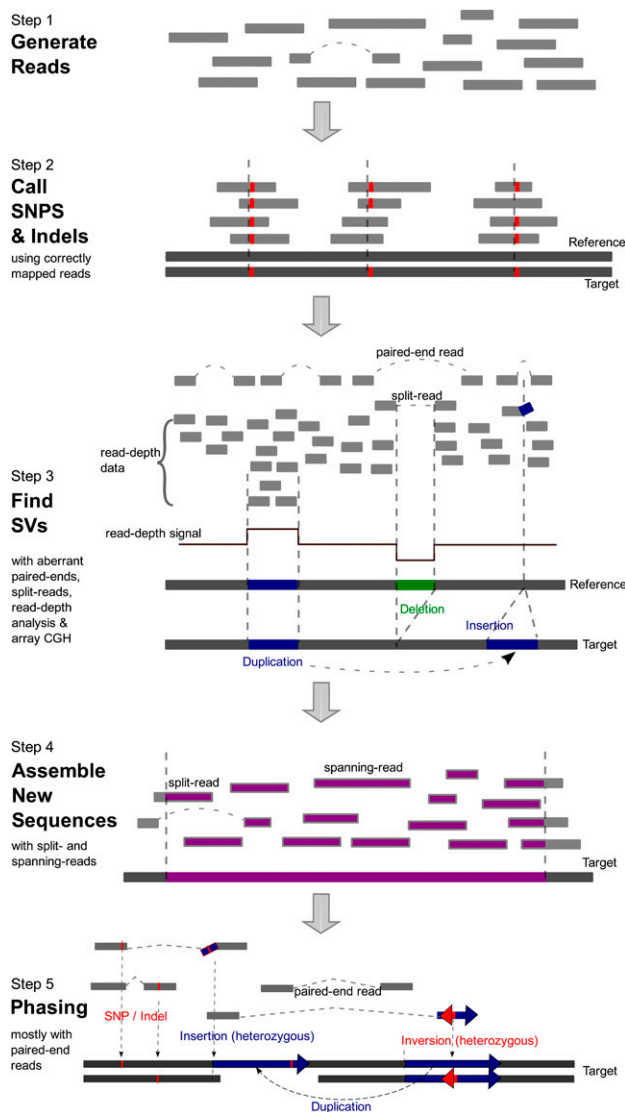 Step 1
Generate
Reads
Step 2
Call
SNPS
& Indels
using correctly
mapped reads
Reference
Target
paired-end read
split-read
read-depth
data
Step 3
Find
SVs
with aberrant
paired-ends,
split-reads,
read-depth
analysis &
array CGH
read-depth signal
Reference
Deletion
Insertion
Target
Duplication
Step 4
Assemble
New
Sequences
with split- and
spanning-reads
split-read
spanning-read
Target
Step 5
Phasing
mostly with
paired-end
reads
paired-end read
SNP / Indel
Insertion (heterozygous)
Inversion (heterozygous)
Target
Duplication